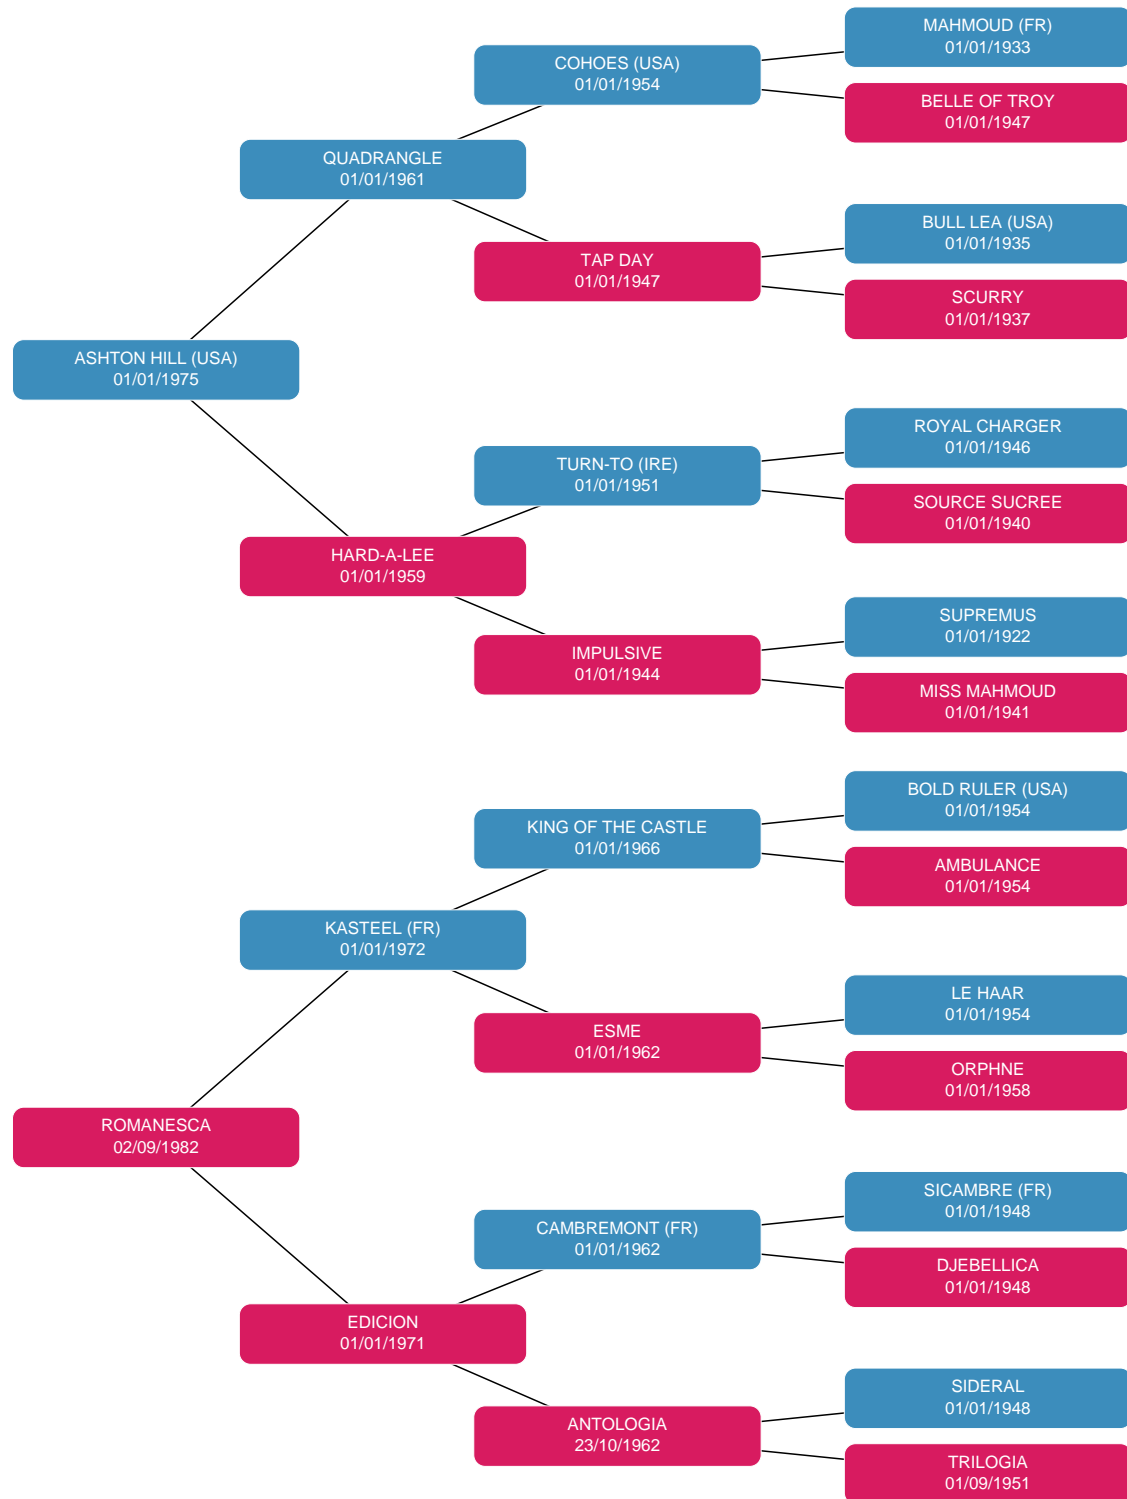 MAHMOUD (FR)
01/01/1933
COHOES (USA)
01/01/1954
BELLE OF TROY
01/01/1947
QUADRANGLE
01/01/1961
BULL LEA (USA)
01/01/1935
TAP DAY
01/01/1947
SCURRY
01/01/1937
ASHTON HILL (USA)
01/01/1975
ROYAL CHARGER
01/01/1946
TURN-TO (IRE)
01/01/1951
SOURCE SUCREE
01/01/1940
HARD-A-LEE
01/01/1959
SUPREMUS
01/01/1922
IMPULSIVE
01/01/1944
MISS MAHMOUD
01/01/1941
BOLD RULER (USA)
01/01/1954
KING OF THE CASTLE
01/01/1966
AMBULANCE
01/01/1954
KASTEEL (FR)
01/01/1972
LE HAAR
01/01/1954
ESME
01/01/1962
ORPHNE
01/01/1958
ROMANESCA
02/09/1982
SICAMBRE (FR)
01/01/1948
CAMBREMONT (FR)
01/01/1962
DJEBELLICA
01/01/1948
EDICION
01/01/1971
SIDERAL
01/01/1948
ANTOLOGIA
23/10/1962
TRILOGIA
01/09/1951